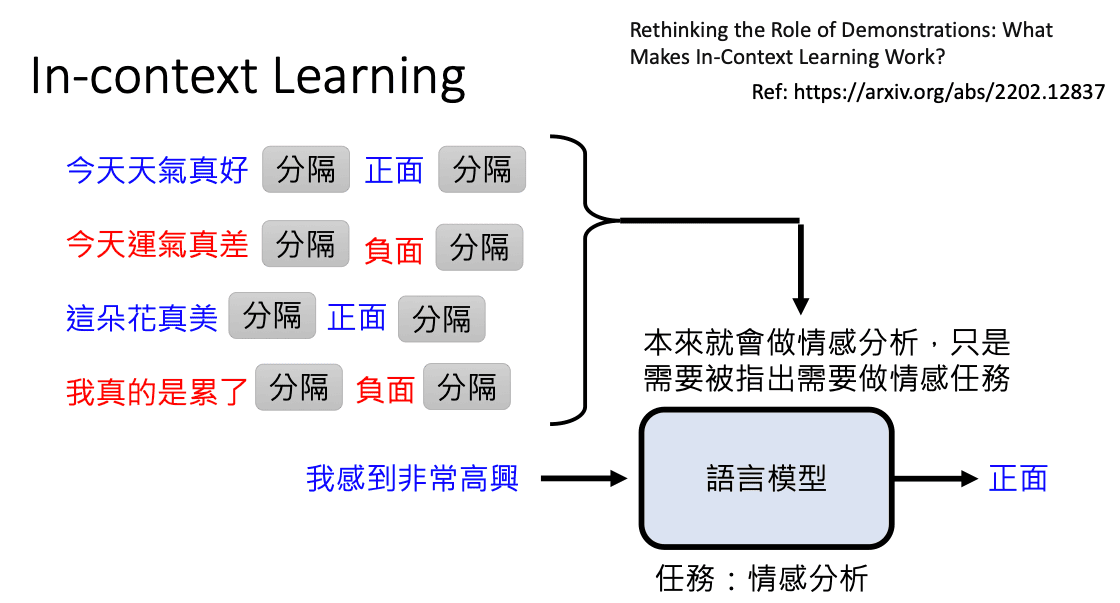 Rethinking the Role of Demonstrations: What
Makes In-Context Learning Work?
In-context Learning
Ref: https://arxiv.org/abs/2202.12837
今天天氣真好 分隔 正面 分隔
今天運氣真差 分隔 負面 分隔
這朵花真美 分隔 正面 分隔
我真的是累了 分隔 負面 分隔
本來就會做情感分析，只是
需要被指出需要做情感任務
我感到非常高興 語言模型 正面
任務：情感分析